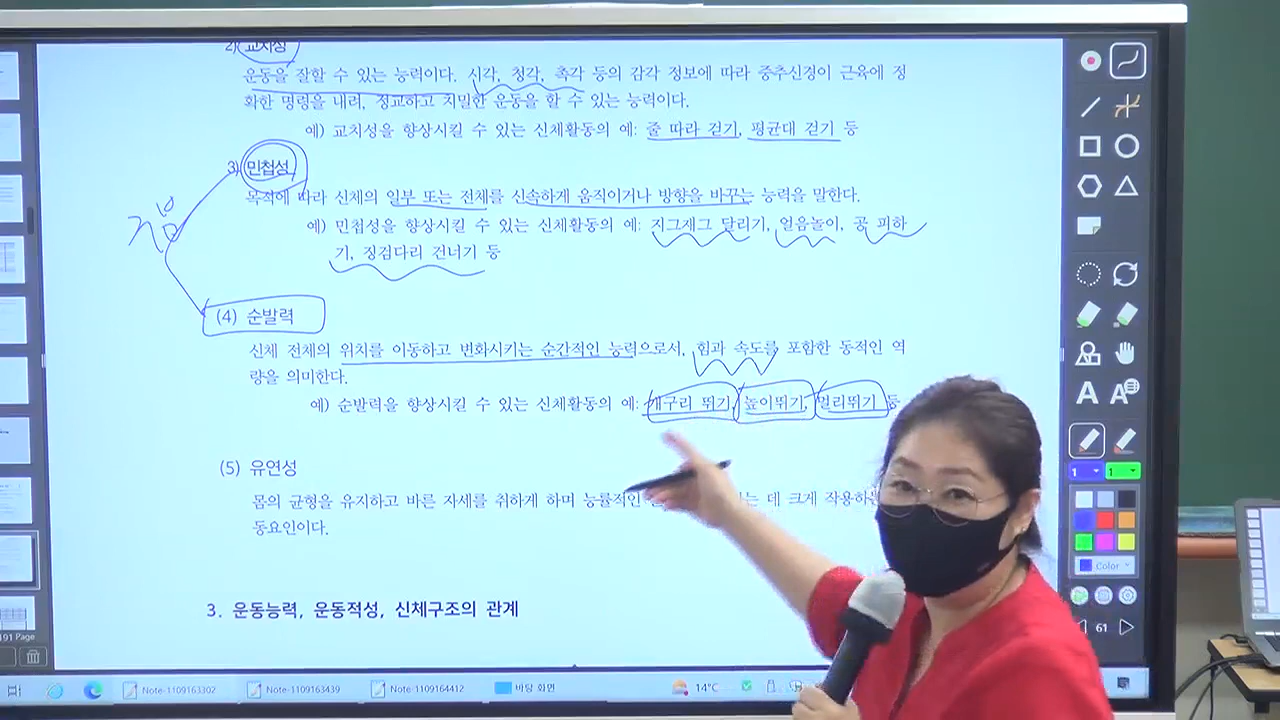 2) 교치성
운동을 잘할 수 있는 능력이다. 시각, 청각, 촉각 등의 감각 정보에 따라 중추신경이 근육에 정
확한 명령을 내려, 정교하고 치밀한 운동을 할 수 있는 능력이다.
예) 교치성을 향상시킬 수 있는 신체활동의 예: 줄 따라 걷기, 평균대 걷기 등
3) 민첩성
목적에 따라 신체의 일부 또는 전체를 신속하게 움직이거나 방향을 바꾸는 능력을 말한다.
예) 민첩성을 향상시킬 수 있는 신체활동의 예: 지그재그 달리기, 얼음놀이, 공 피하
기, 징검다리 건너기 등
(4) 순발력
신체 전체의 위치를 이동하고 변화시키는 순간적인 능력으로서, 힘과 속도를 포함한 동적인 역
량을 의미한다.
예) 순발력을 향상시킬 수 있는 신체활동의 예: 개구리 뛰기, 높이뛰기, 멀리뛰기 등
(5) 유연성
몸의 균형을 유지하고 바른 자세를 취하게 하며 능률적인 데 크게 작용하는
동요인이다.
3. 운동능력, 운동적성, 신체구조의 관계
A A
1 1
Color
61
191 Page
Note-1109163302 Note-1109163439 Note-1109164412 바탕 화면 14℃